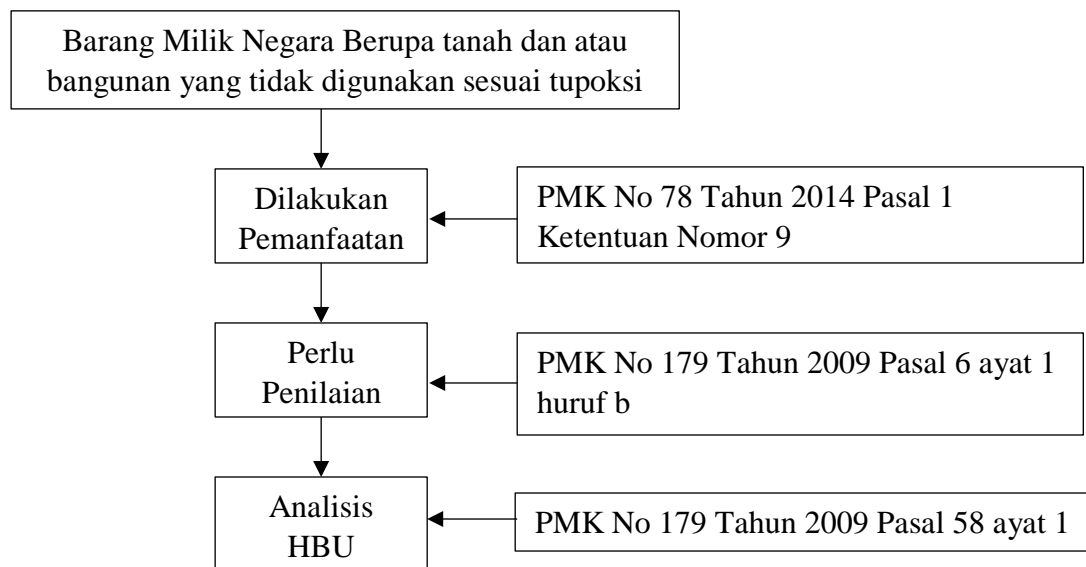 Barang Milik Negara Berupa tanah dan atau
bangunan yang tidak digunakan sesuai tupoksi
Dilakukan
Pemanfaatan
PMK No 78 Tahun 2014 Pasal 1
Ketentuan Nomor 9
Perlu
Penilaian
PMK No 179 Tahun 2009 Pasal 6 ayat 1
huruf b
Analisis
HBU
PMK No 179 Tahun 2009 Pasal 58 ayat 1